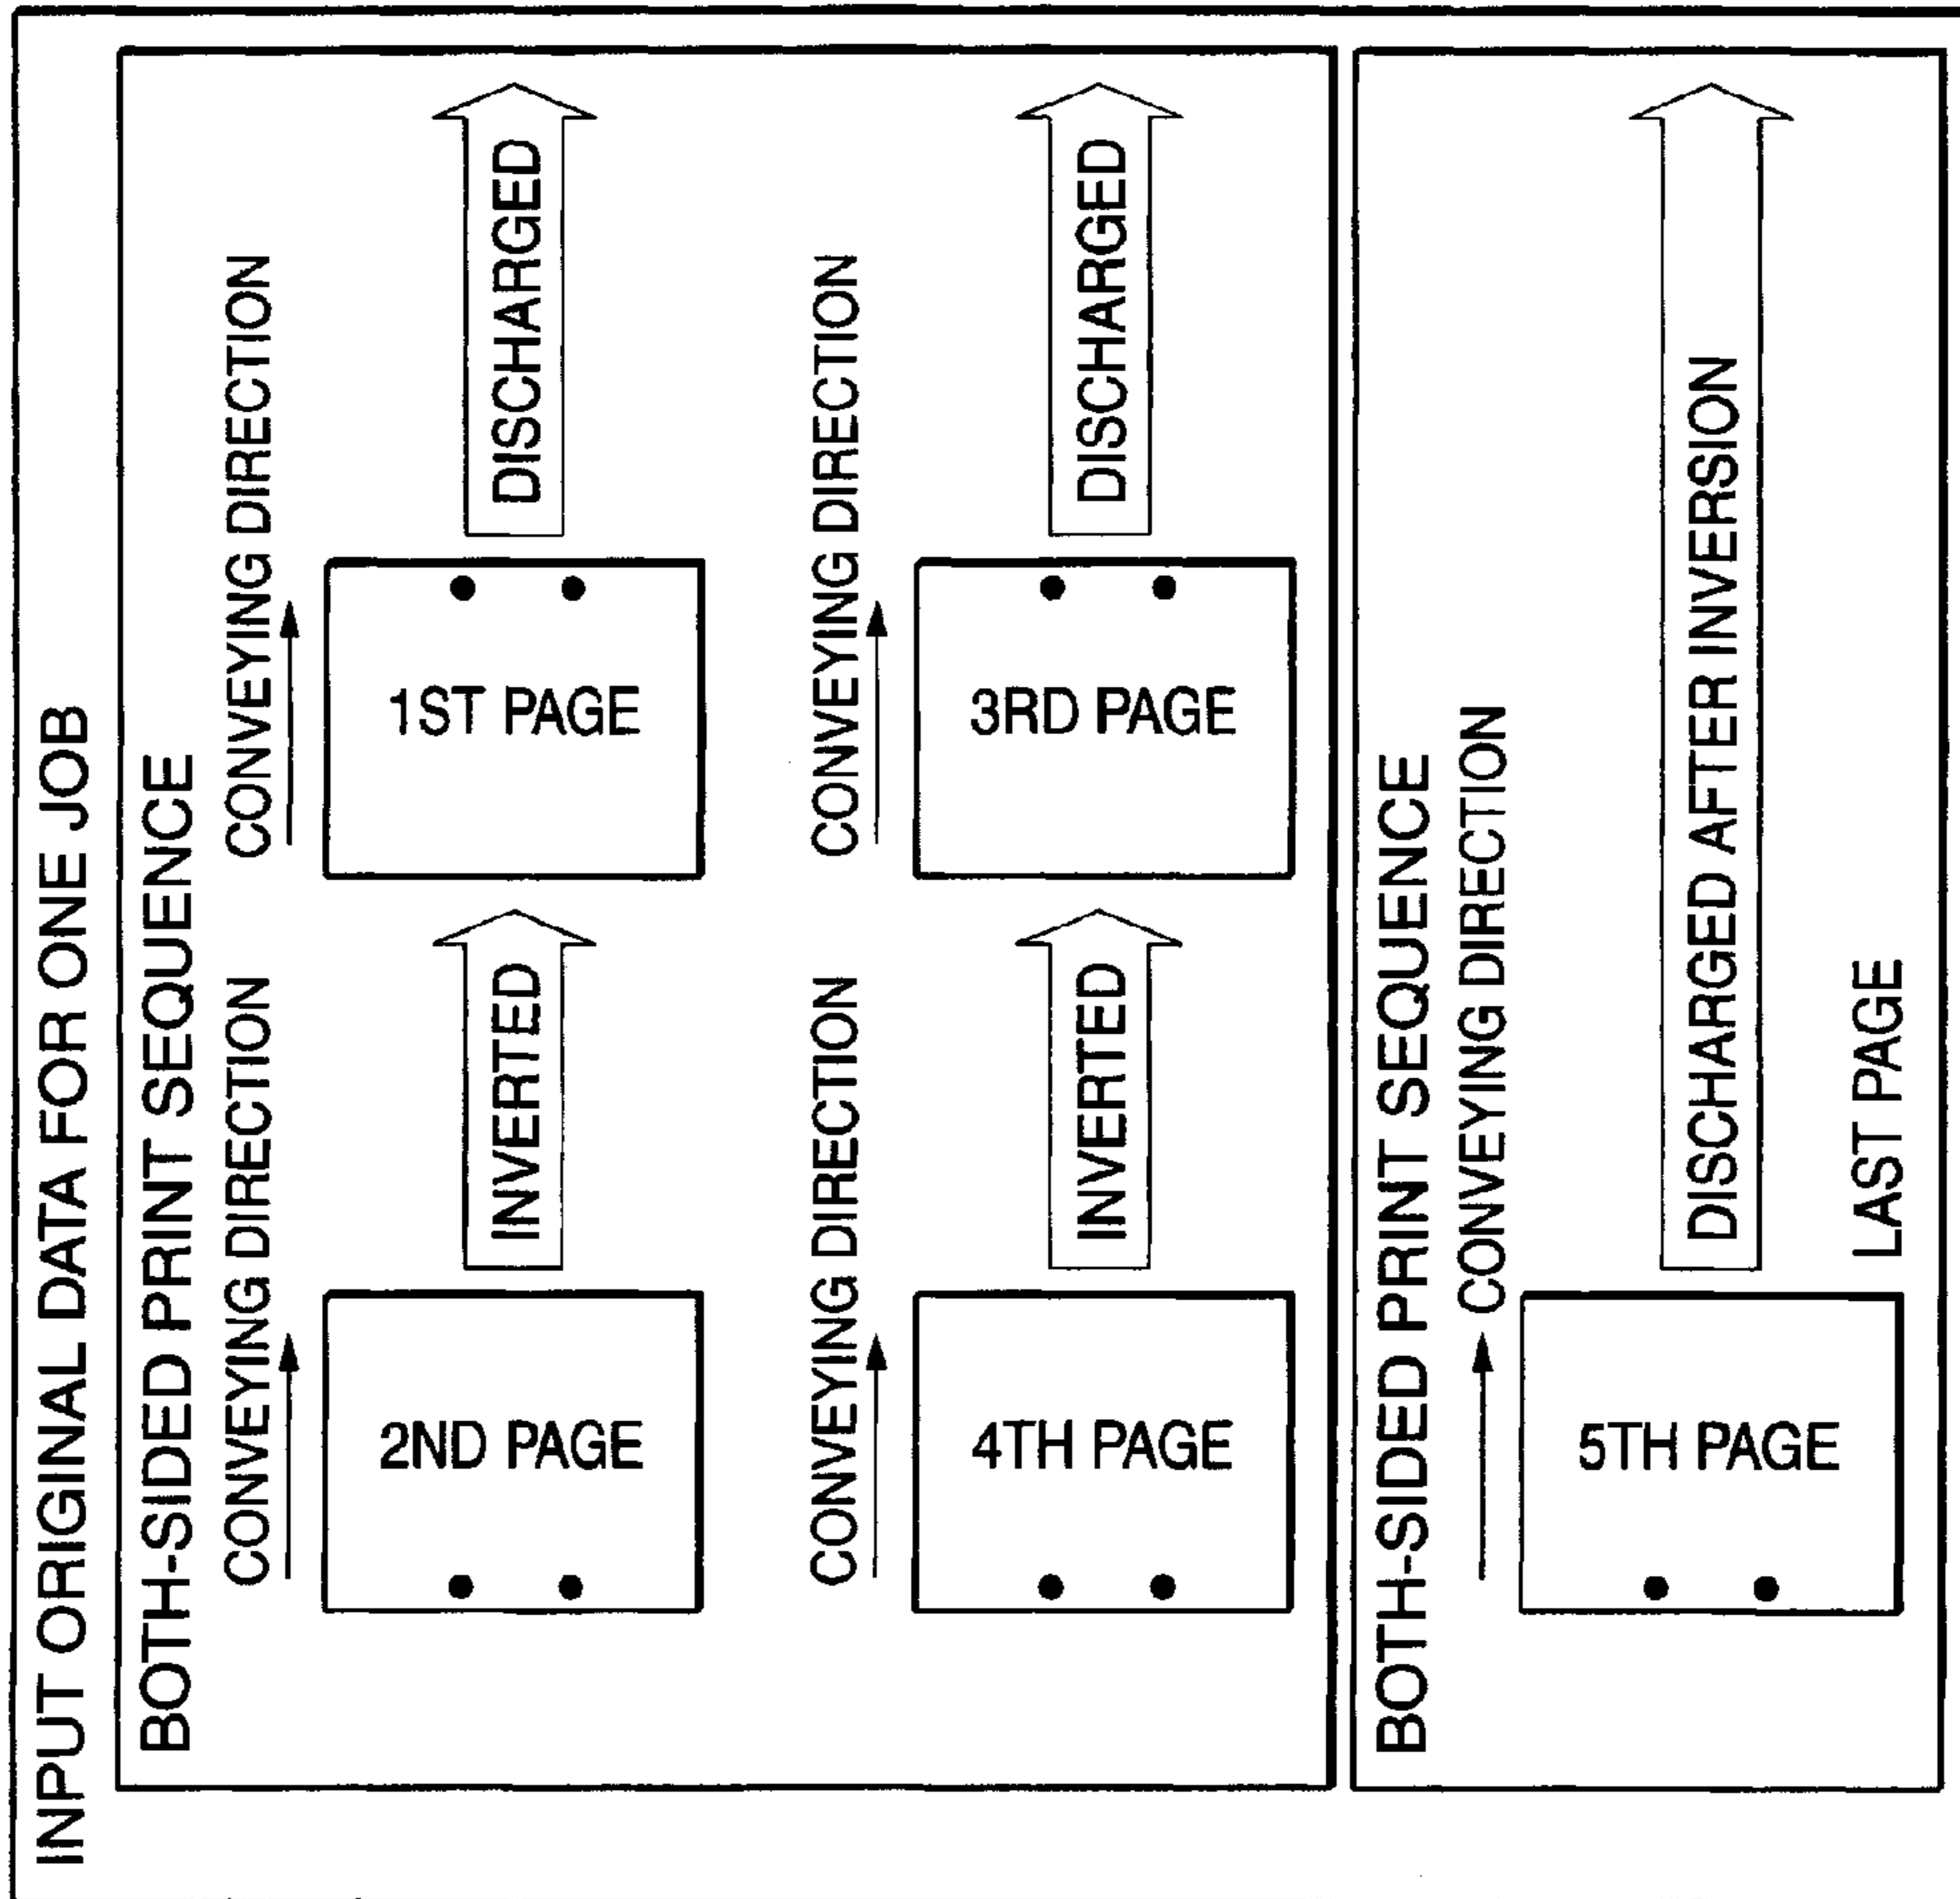 INPUT ORIGINAL DATA FOR ONE JOB
BOTH-SIDED PRINT SEQUENCE
CONVEYING DIRECTION
CONVEYING DIRECTION
2ND PAGE
INVERTED
1ST PAGE
DISCHARGED
CONVEYING DIRECTION
CONVEYING DIRECTION
4TH PAGE
INVERTED
3RD PAGE
DISCHARGED
BOTH-SIDED PRINT SEQUENCE
CONVEYING DIRECTION
5TH PAGE
DISCHARGED AFTER INVERSION
LAST PAGE